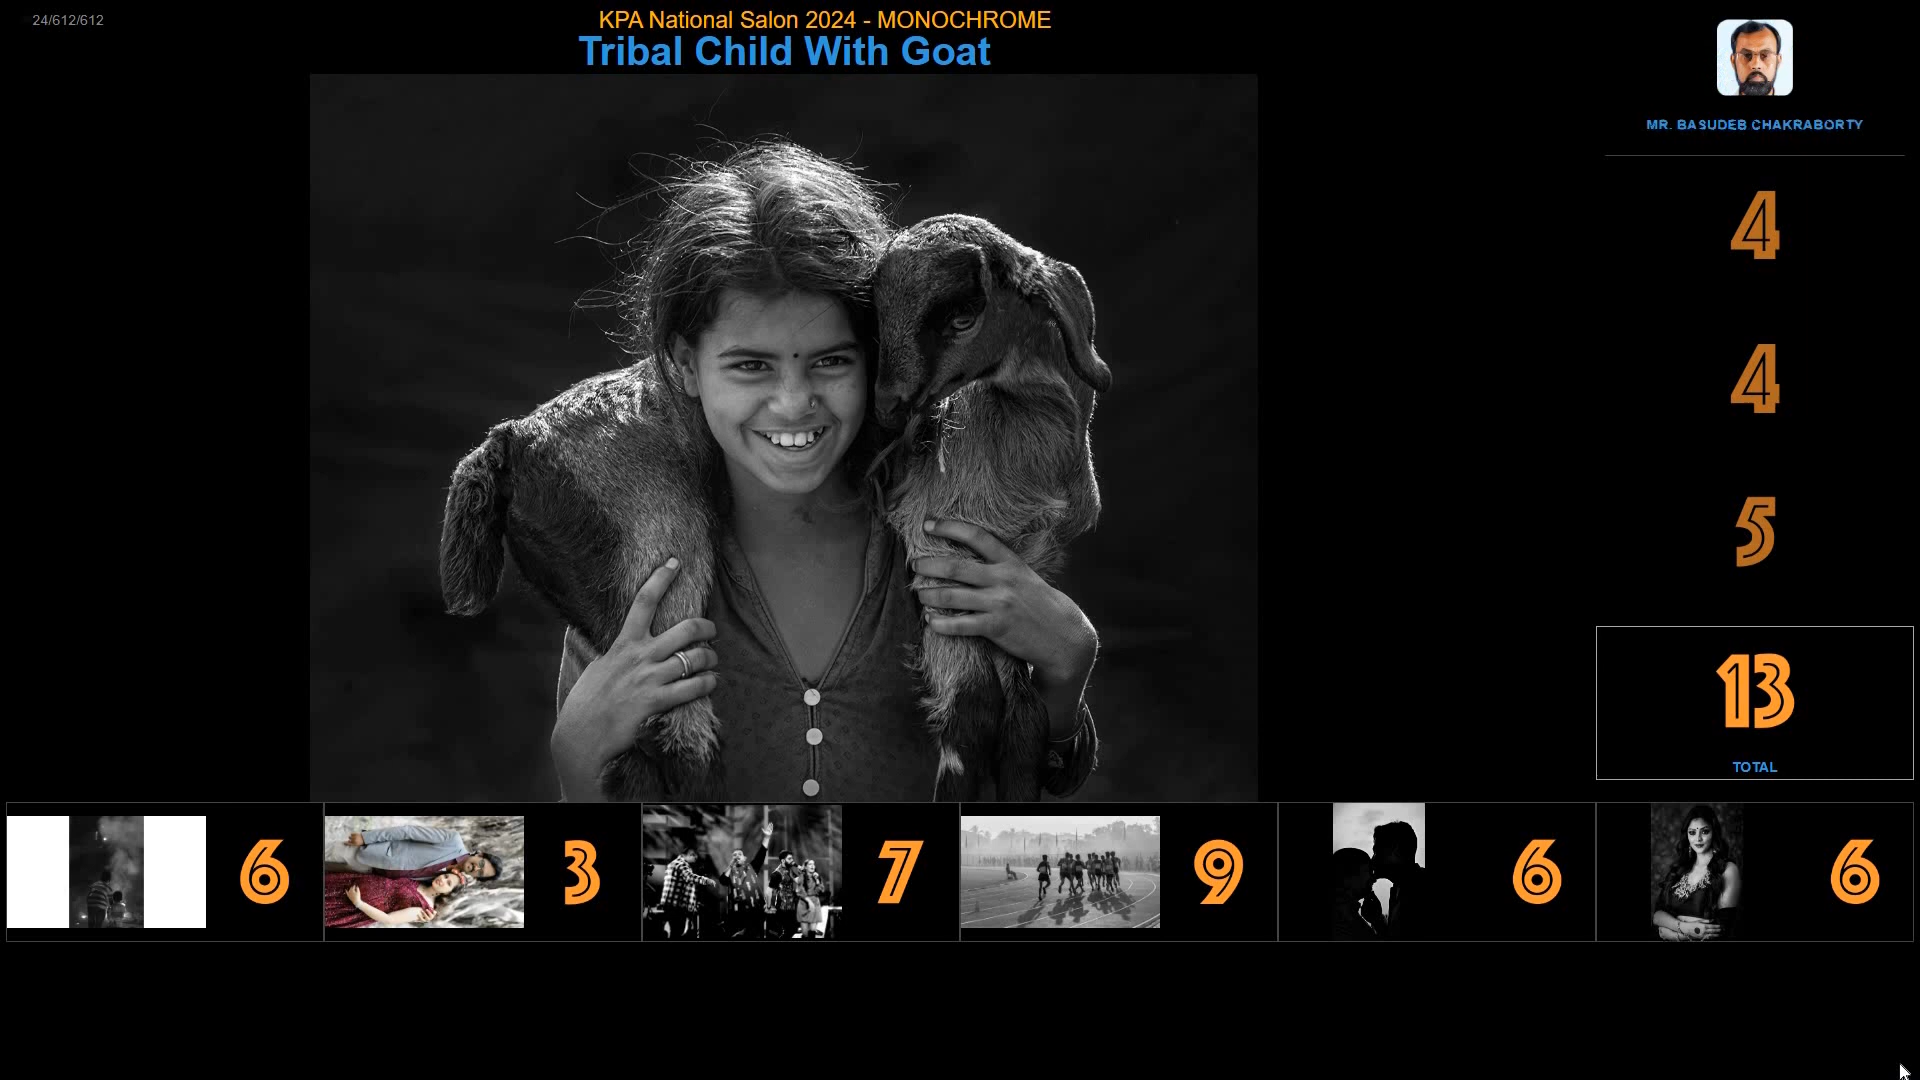 24/612/612
KPA National Salon 2024 - MONOCHROME
Tribal Child With Goat
MR. BASUDEB CHAKRABORTY
4
4
5
13
TOTAL
6
3
7
9
6
6